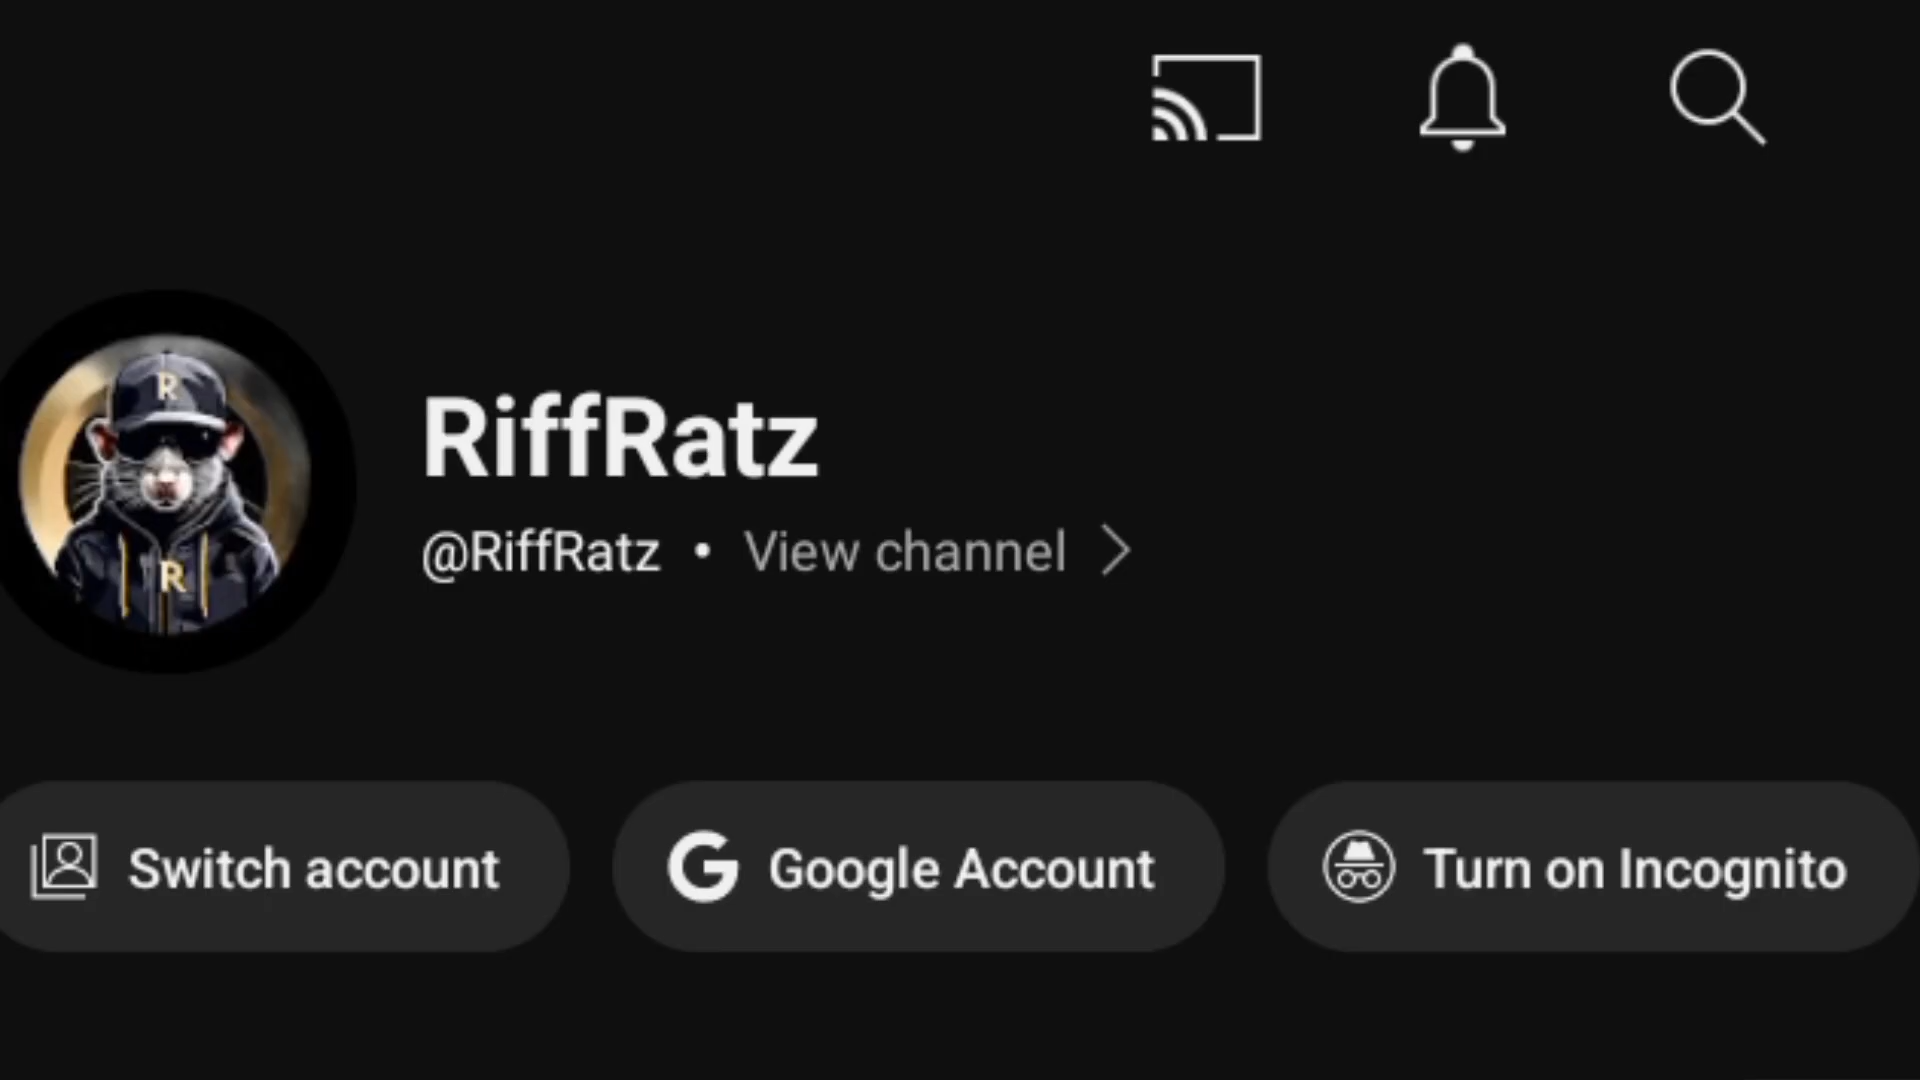 R
R
RiffRatz
@RiffRatz • View channel
Switch account
Google Account
Turn on Incognito